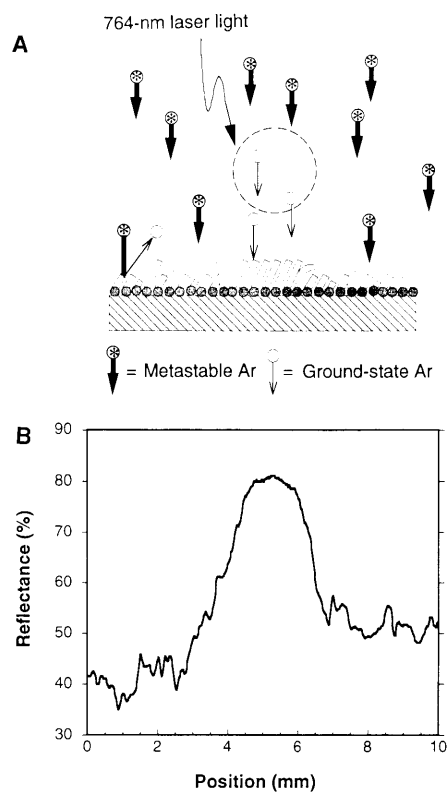 764-nm laser light
A
= Metastable Ar
= Ground-state Ar
B
90
80
70
60
50
40
30
0
2
4
6
8
10
Reflectance (%)
Position (mm)